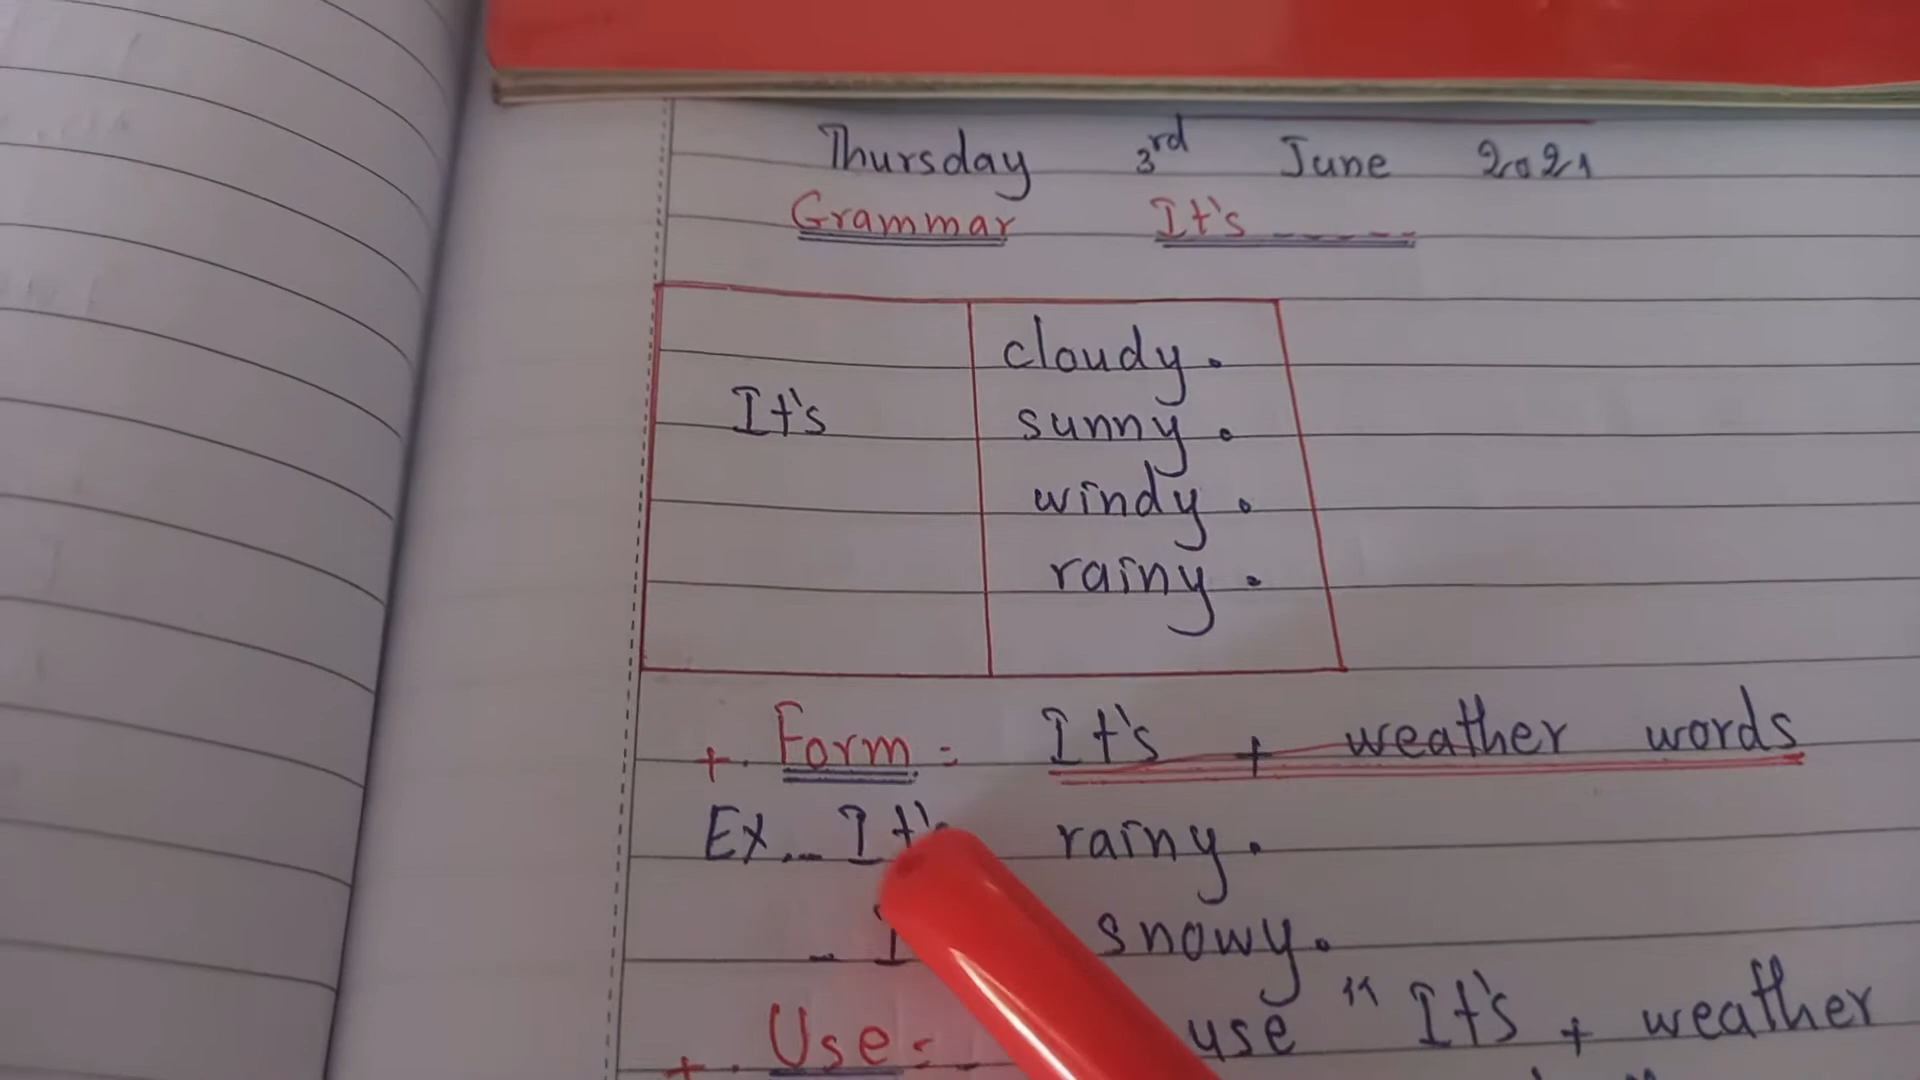 Thursday 3rd June 2021
Grammar It's -----
It's
cloudy.
sunny.
windy.
rainy.
+. Form = It's + weather words
Ex.. It's rainy.
- I snowy.
+. Use = - use " It's + weather